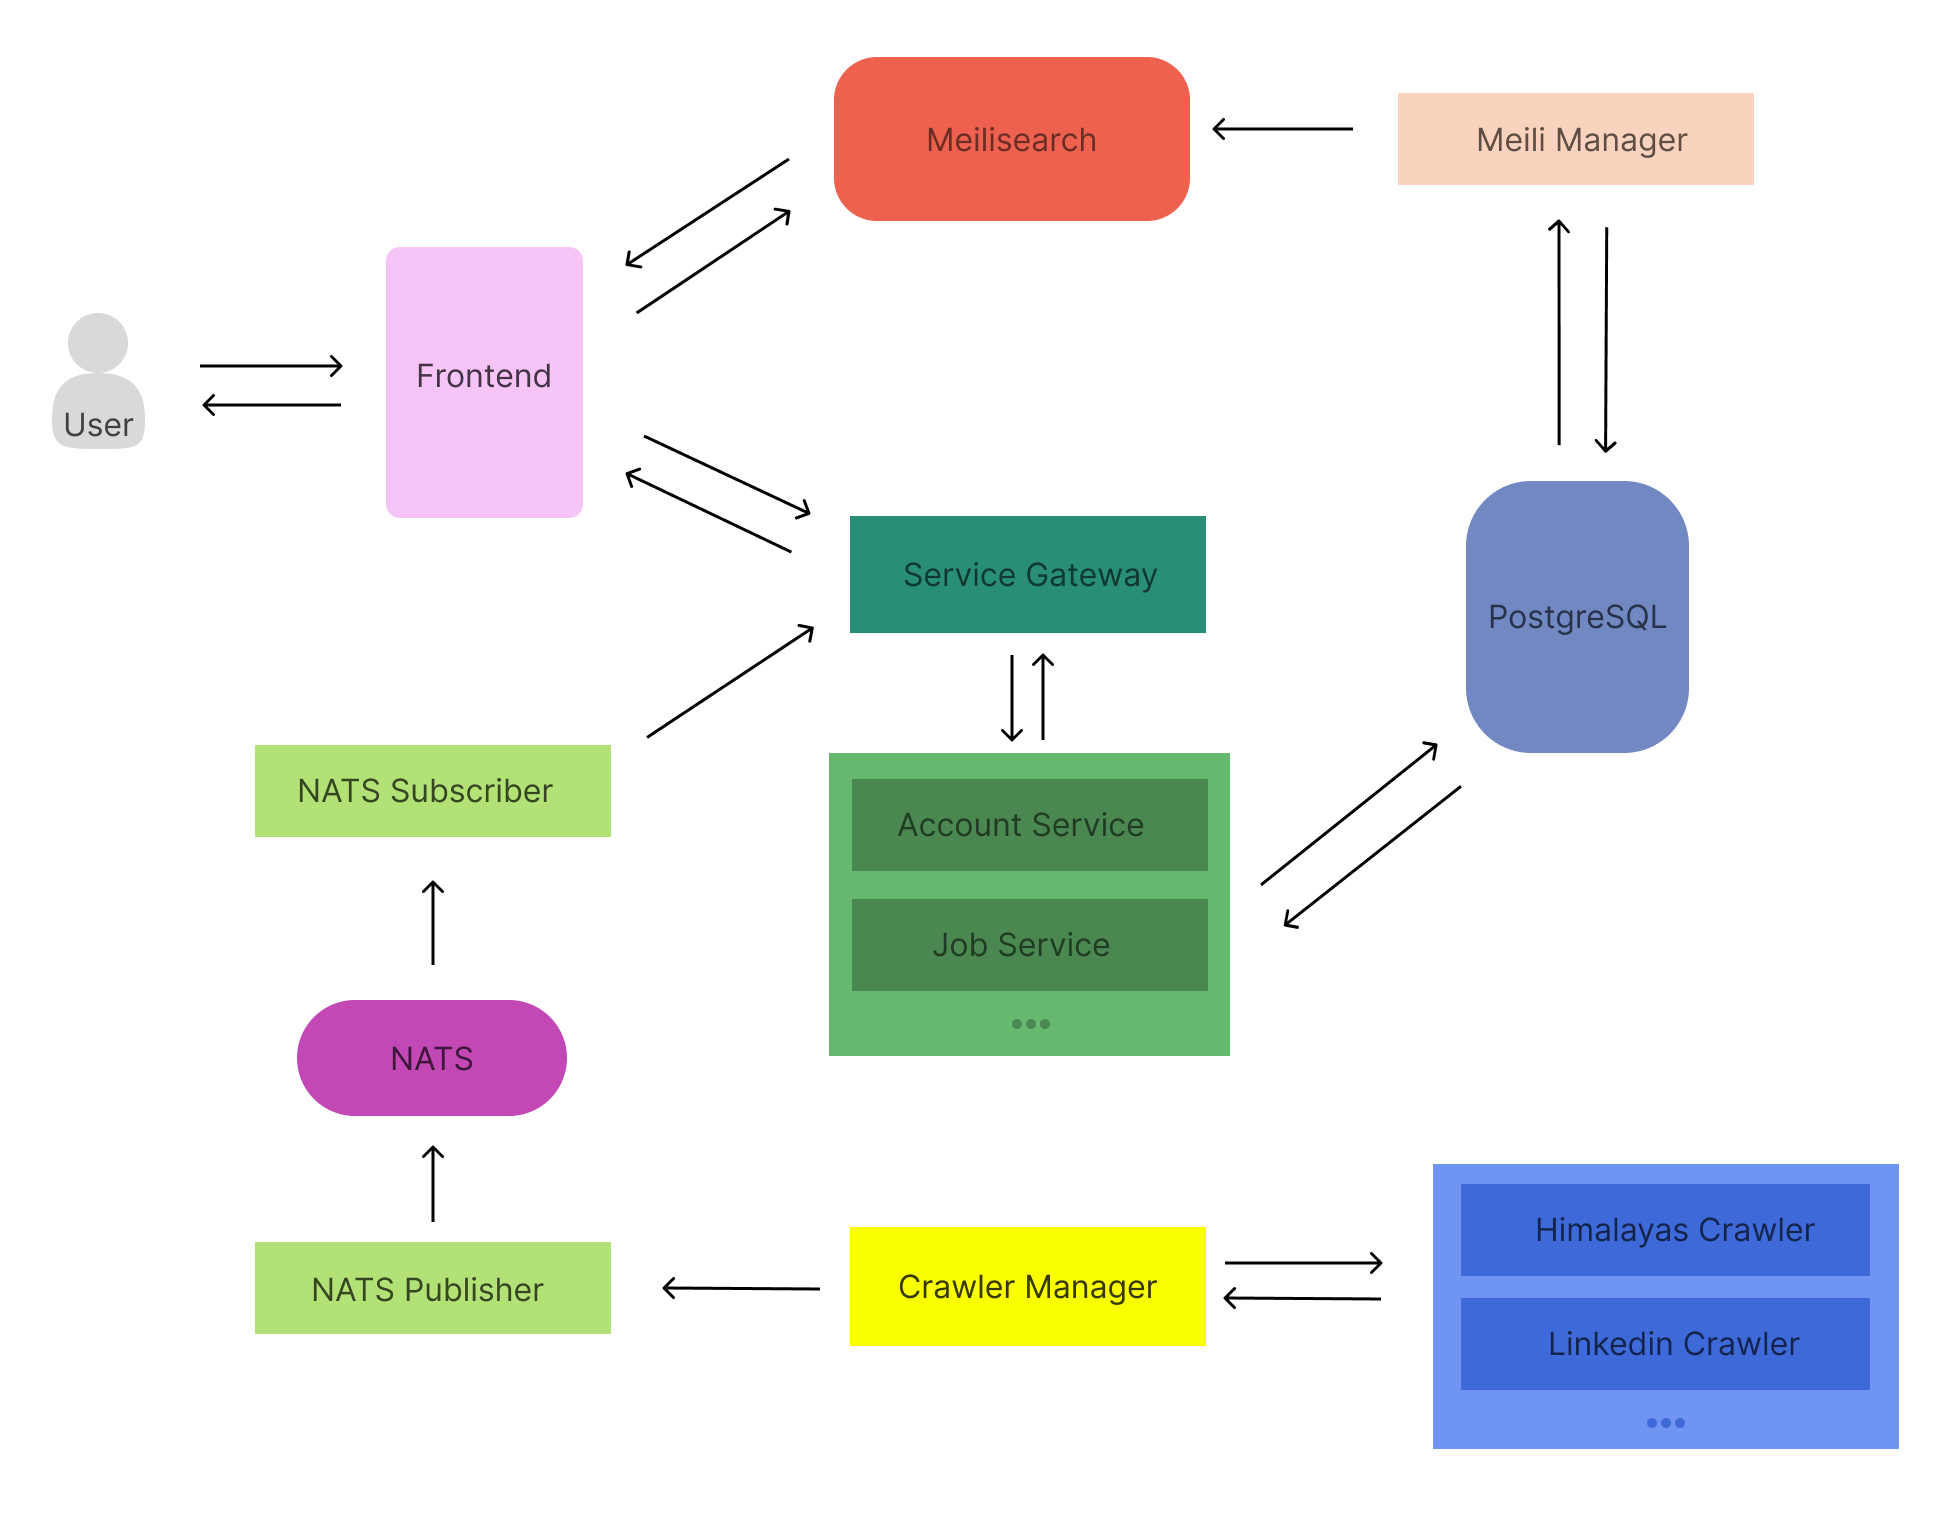 Meilisearch
Meili Manager
Frontend
User
Service Gateway
PostgreSQL
NATS Subscriber
Account Service
Job Service
NATS
NATS Publisher
Crawler Manager
Himalayas Crawler
Linkedin Crawler